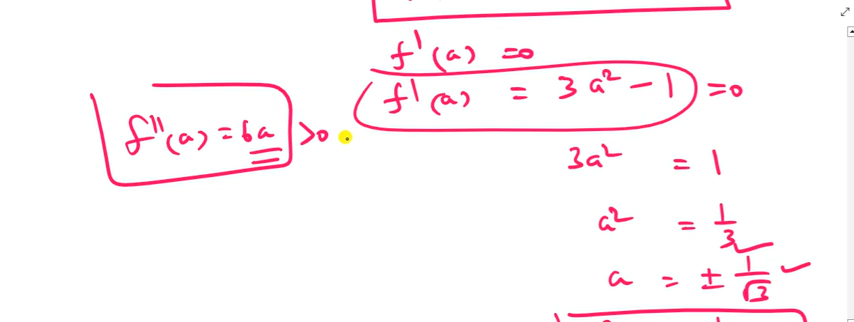 f'(a) = 0
f'(a) = 3a² - 1 = 0
f''(a) = 6a > 0
3a² = 1
a² = 1/3
a = ± 1/√3